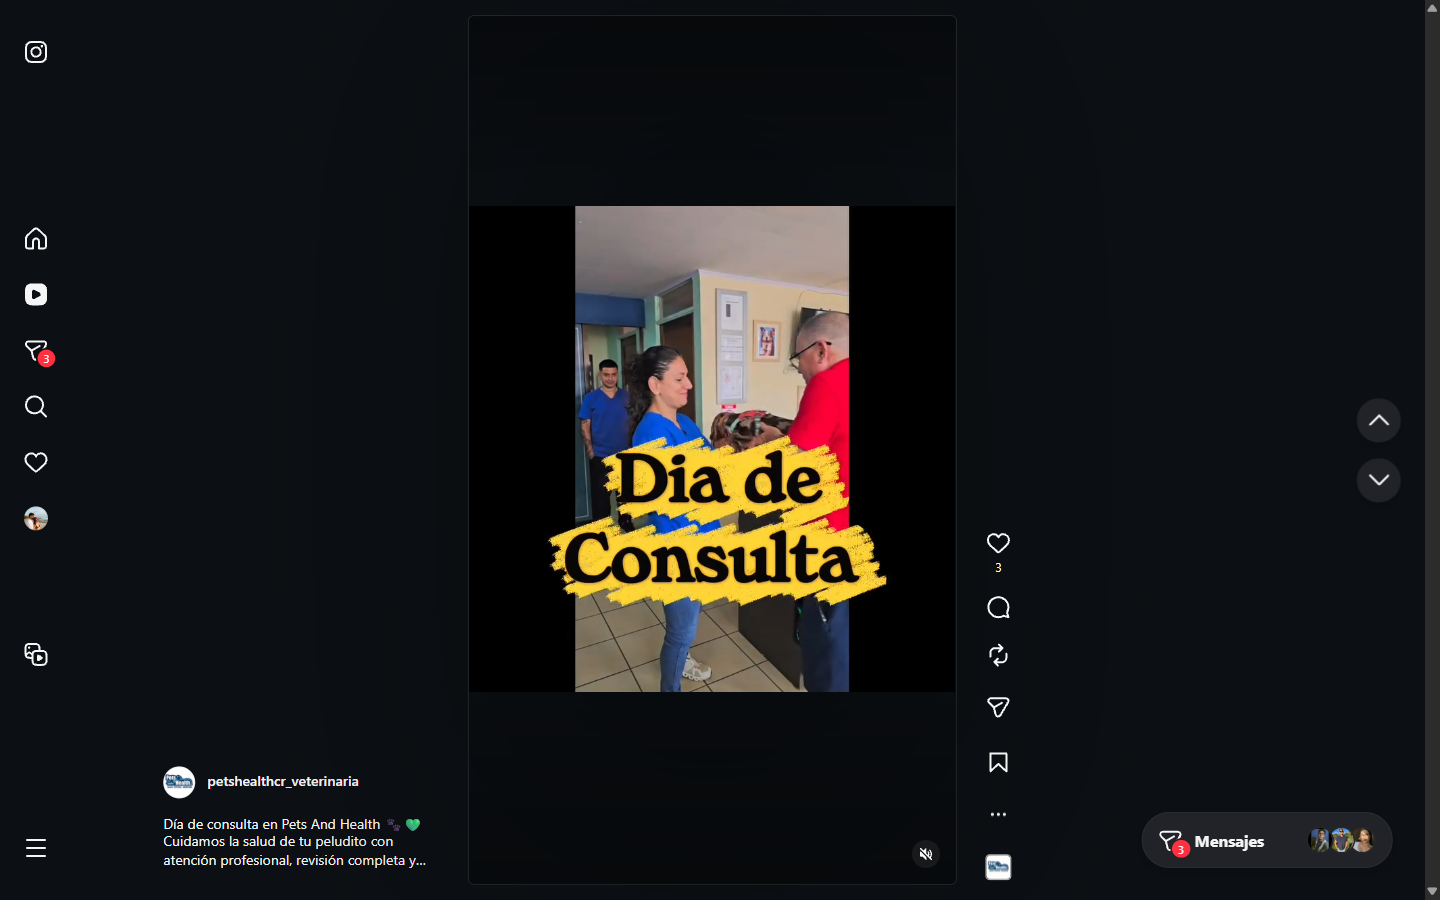 3
Dia de
Consulta
3
petshealthcr_veterinaria
Día de consulta en Pets And Health 🐾 💚
Cuidamos la salud de tu peludito con
atención profesional, revisión completa y...
3
Mensajes